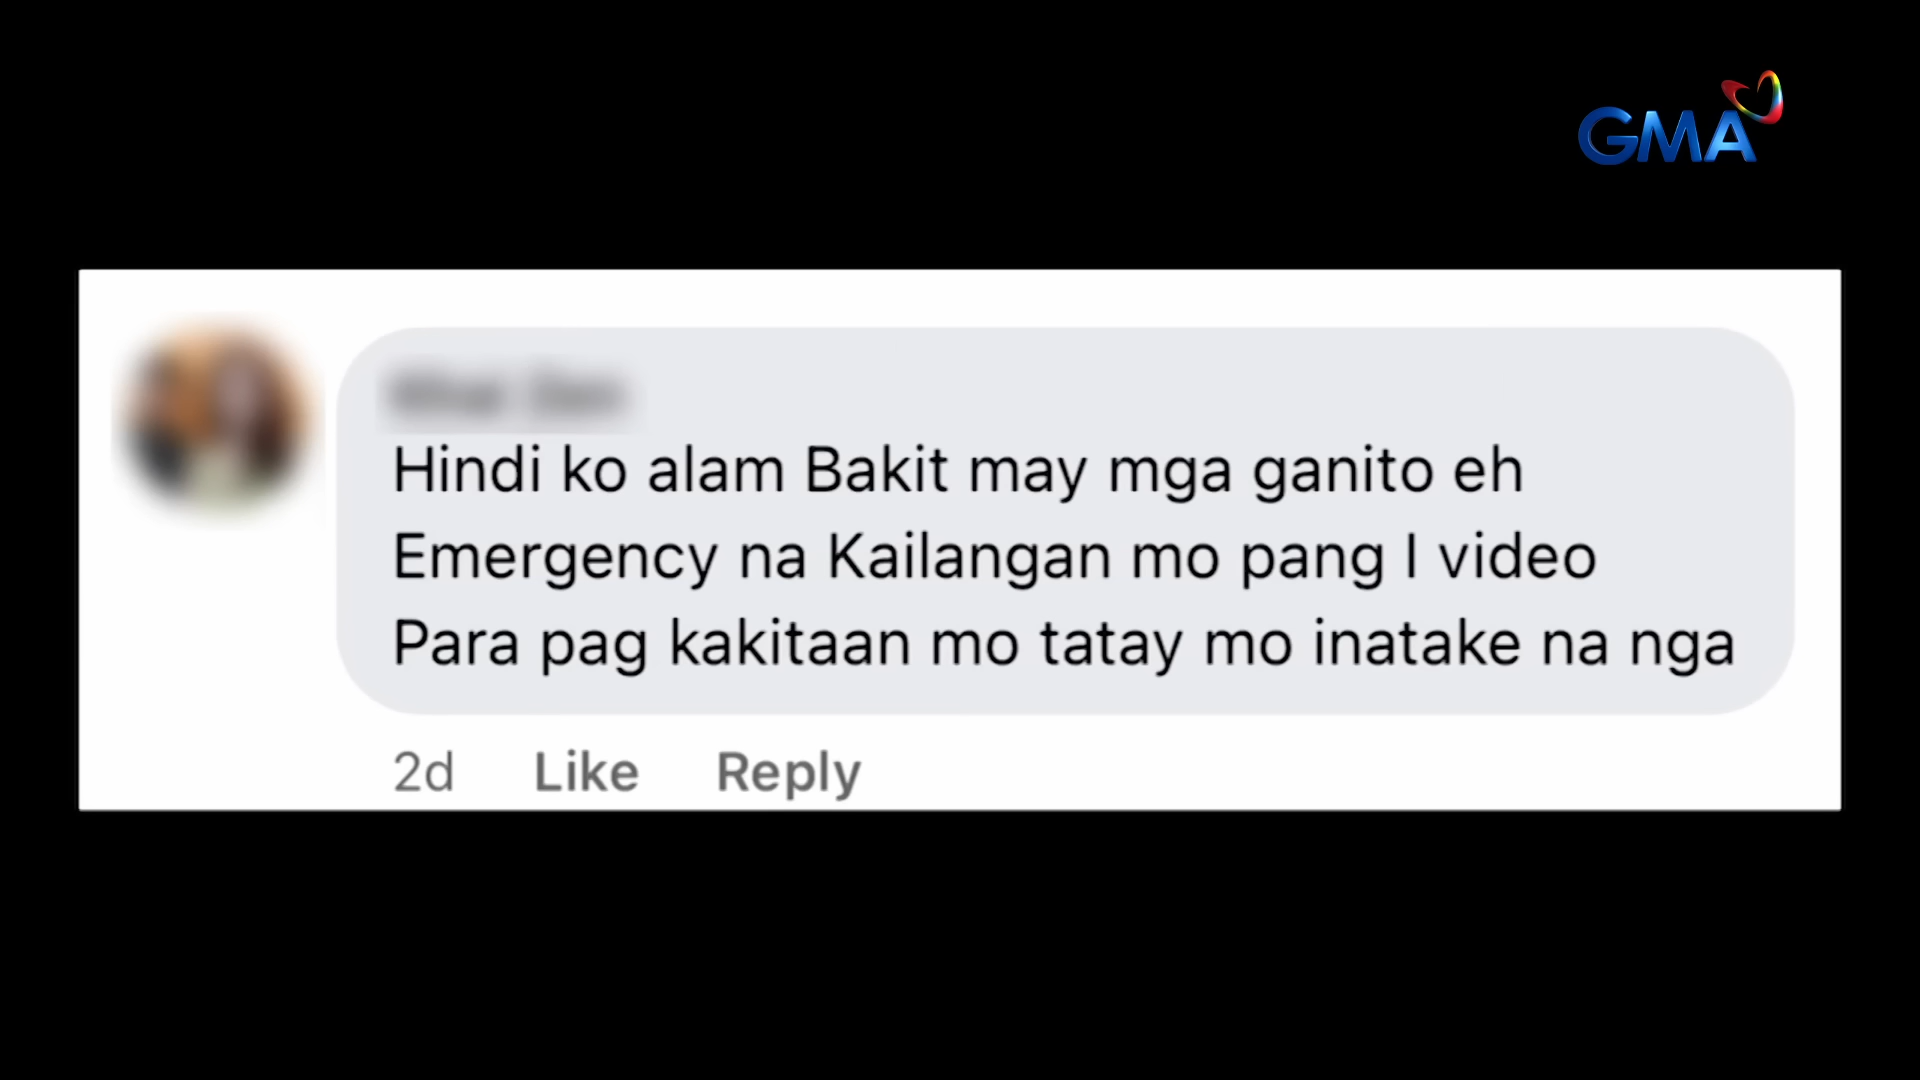 GMA
Hindi ko alam Bakit may mga ganito eh
Emergency na Kailangan mo pang I video
Para pag kakitaan mo tatay mo inatake na nga
2d Like Reply